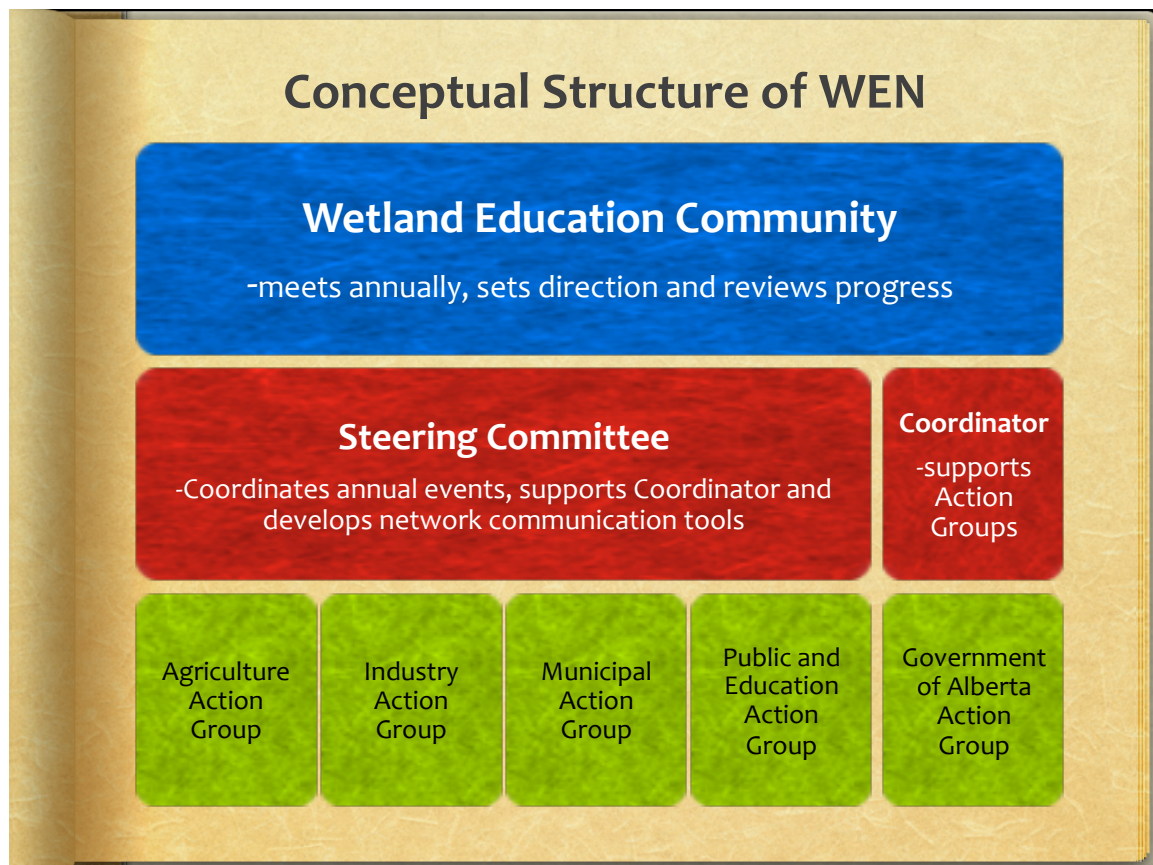 Conceptual Structure of WEN
Wetland Education Community
-meets annually, sets direction and reviews progress
Steering Committee
-Coordinates annual events, supports Coordinator and
develops network communication tools
Coordinator
-supports
Action
Groups
Agriculture
Action
Group
Industry
Action
Group
Municipal
Action
Group
Public and
Education
Action
Group
Government
of Alberta
Action
Group